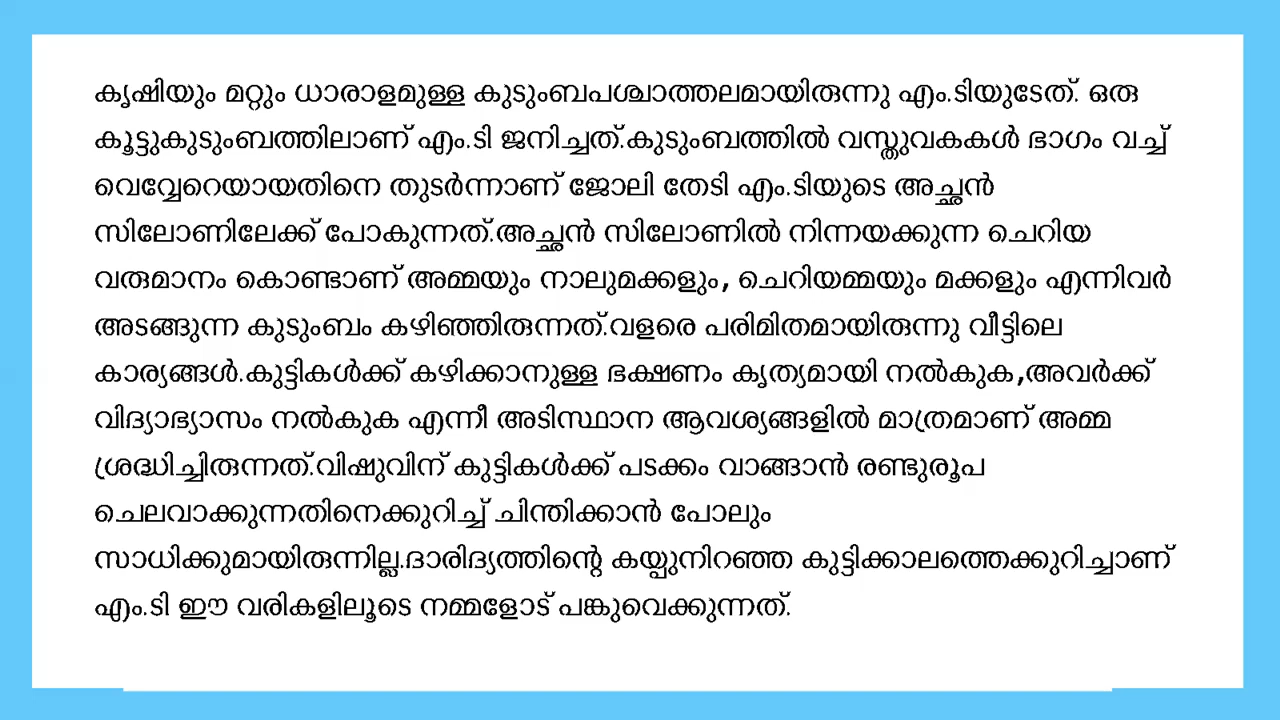 കൃഷിയും മറ്റും ധാരാളമുള്ള കുടുംബപശ്ചാത്തലമായിരുന്നു എം.ടിയുടേത്. ഒരു
കൂട്ടുകുടുംബത്തിലാണ് എം.ടി ജനിച്ചത്.കുടുംബത്തിൽ വസ്തുവകകൾ ഭാഗം വച്ച്
വെവ്വേറെയായതിനെ തുടർന്നാണ് ജോലി തേടി എം.ടിയുടെ അച്ഛൻ
സിലോണിലേക്ക് പോകുന്നത്.അച്ഛൻ സിലോണിൽ നിന്നയക്കുന്ന ചെറിയ
വരുമാനം കൊണ്ടാണ് അമ്മയും നാലുമക്കളും, ചെറിയമ്മയും മക്കളും എന്നിവർ
അടങ്ങുന്ന കുടുംബം കഴിഞ്ഞിരുന്നത്.വളരെ പരിമിതമായിരുന്നു വീട്ടിലെ
കാര്യങ്ങൾ.കുട്ടികൾക്ക് കഴിക്കാനുള്ള ഭക്ഷണം കൃത്യമായി നൽകുക,അവർക്ക്
വിദ്യാഭ്യാസം നൽകുക എന്നീ അടിസ്ഥാന ആവശ്യങ്ങളിൽ മാത്രമാണ് അമ്മ
ശ്രദ്ധിച്ചിരുന്നത്.വിഷുവിന് കുട്ടികൾക്ക് പടക്കം വാങ്ങാൻ രണ്ടുരൂപ
ചെലവാക്കുന്നതിനെക്കുറിച്ച് ചിന്തിക്കാൻ പോലും
സാധിക്കുമായിരുന്നില്ല.ദാരിദ്യത്തിന്റെ കയ്പുനിറഞ്ഞ കുട്ടിക്കാലത്തെക്കുറിച്ചാണ്
എം.ടി ഈ വരികളിലൂടെ നമ്മളോട് പങ്കുവെക്കുന്നത്.